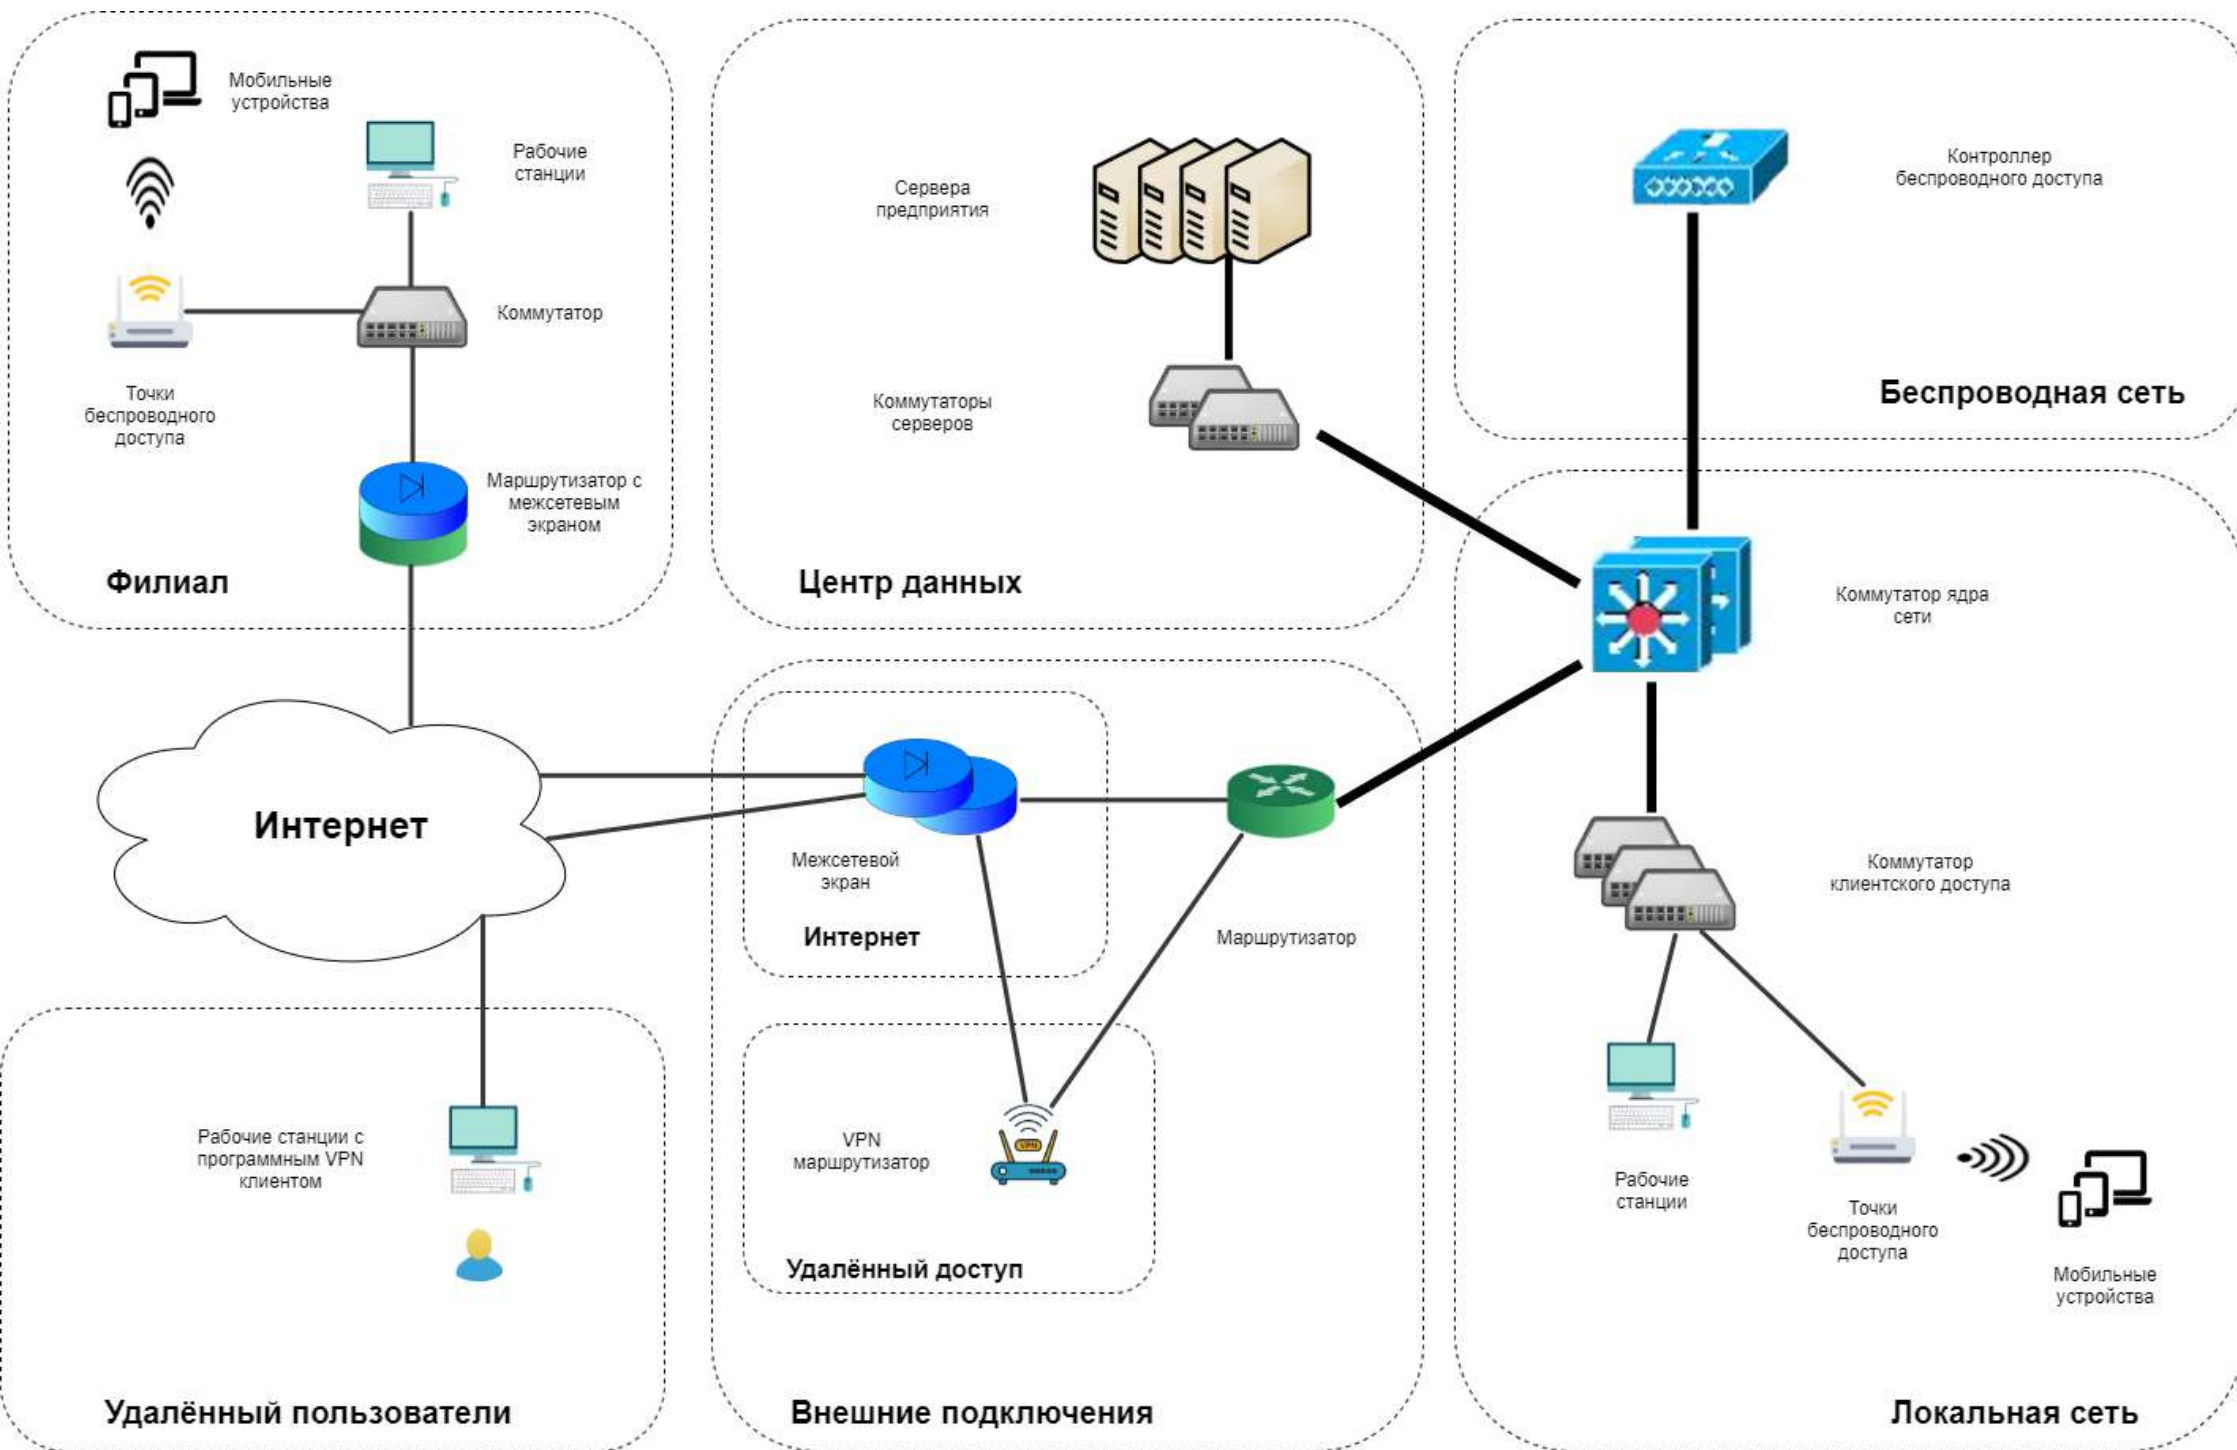 Мобильные
устройства
Рабочие
станции
Коммутатор
Точки
беспроводного
доступа
Маршрутизатор с
межсетевым
экраном
Филиал
Сервера
предприятия
Коммутаторы
серверов
Центр данных
Контроллер
беспроводного доступа
Беспроводная сеть
Коммутатор ядра
сети
Интернет
Межсетевой
экран
Интернет
Маршрутизатор
Коммутатор
клиентского доступа
Рабочие станции с
программным VPN
клиентом
Удалённый пользователи
VPN
маршрутизатор
VPN
Удалённый доступ
Внешние подключения
Рабочие
станции
Точки
беспроводного
доступа
Мобильные
устройства
Локальная сеть